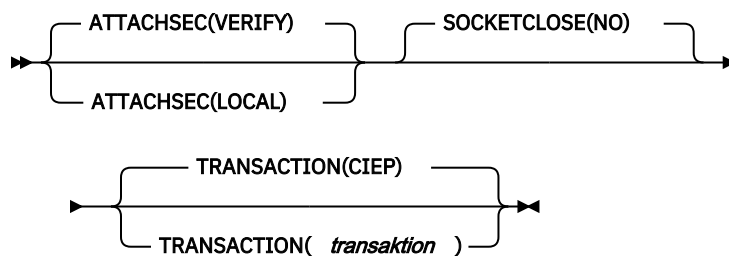 ATTACHSEC(VERIFY)
SOCKETCLOSE(NO)
ATTACHSEC(LOCAL)
TRANSACTION(CIEP)
TRANSACTION( transaktion )